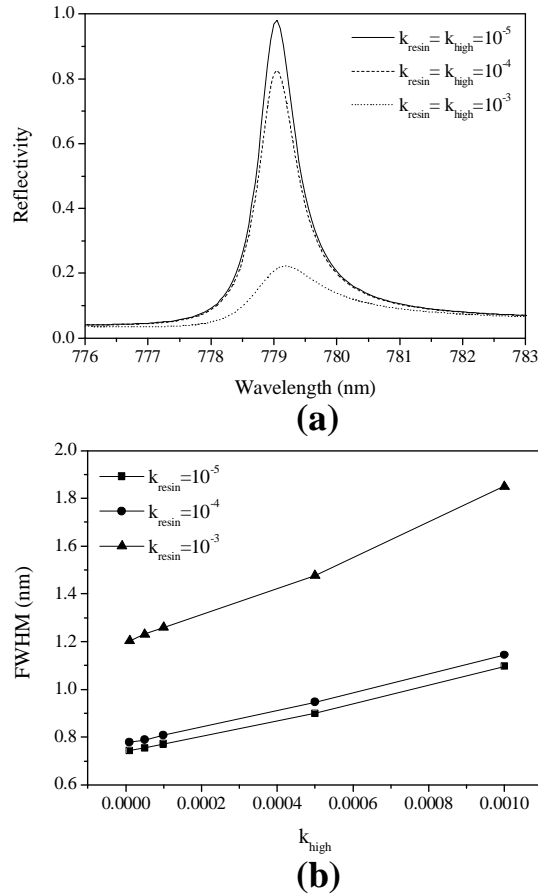 1.0
0.8
0.6
0.4
0.2
0.0
Reflectivity
k_resin = k_high = 10^-5
k_resin = k_high = 10^-4
k_resin = k_high = 10^-3
776 777 778 779 780 781 782 783
Wavelength (nm)
(a)
2.0
1.8
1.6
1.4
1.2
1.0
0.8
0.6
FWHM (nm)
k_resin=10^-5
k_resin=10^-4
k_resin=10^-3
0.0000 0.0002 0.0004 0.0006 0.0008 0.0010
k_high
(b)